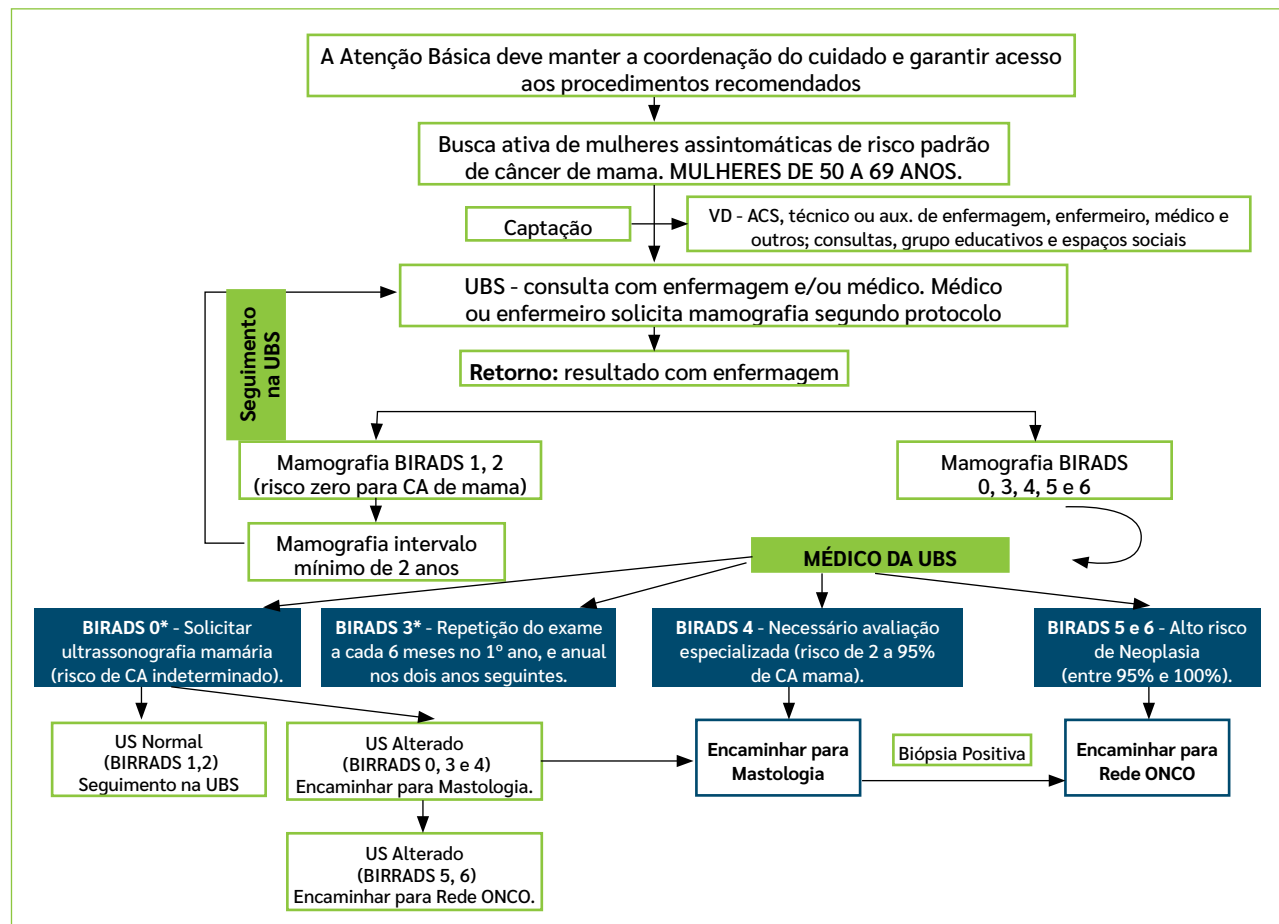 A Atenção Básica deve manter a coordenação do cuidado e garantir acesso
aos procedimentos recomendados
Busca ativa de mulheres assintomáticas de risco padrão
de câncer de mama. MULHERES DE 50 A 69 ANOS.
Captação
VD - ACS, técnico ou aux. de enfermagem, enfermeiro, médico e
outros; consultas, grupo educativos e espaços sociais
UBS - consulta com enfermagem e/ou médico. Médico
ou enfermeiro solicita mamografia segundo protocolo
Seguimento
na UBS
Retorno: resultado com enfermagem
Mamografia BIRADS 1, 2
(risco zero para CA de mama)
Mamografia BIRADS
0, 3, 4, 5 e 6
Mamografia intervalo
mínimo de 2 anos
MÉDICO DA UBS
BIRADS 0* - Solicitar
ultrassonografia mamária
(risco de CA indeterminado).
BIRADS 3* - Repetição do exame
a cada 6 meses no 1º ano, e anual
nos dois anos seguintes.
BIRADS 4 - Necessário avaliação
especializada (risco de 2 a 95%
de CA mama).
BIRADS 5 e 6 - Alto risco
de Neoplasia
(entre 95% e 100%).
US Normal
(BIRRADS 1,2)
Seguimento na UBS
US Alterado
(BIRRADS 0, 3 e 4)
Encaminhar para Mastologia.
Encaminhar para
Mastologia
Biópsia Positiva
Encaminhar para
Rede ONCO
US Alterado
(BIRRADS 5, 6)
Encaminhar para Rede ONCO.